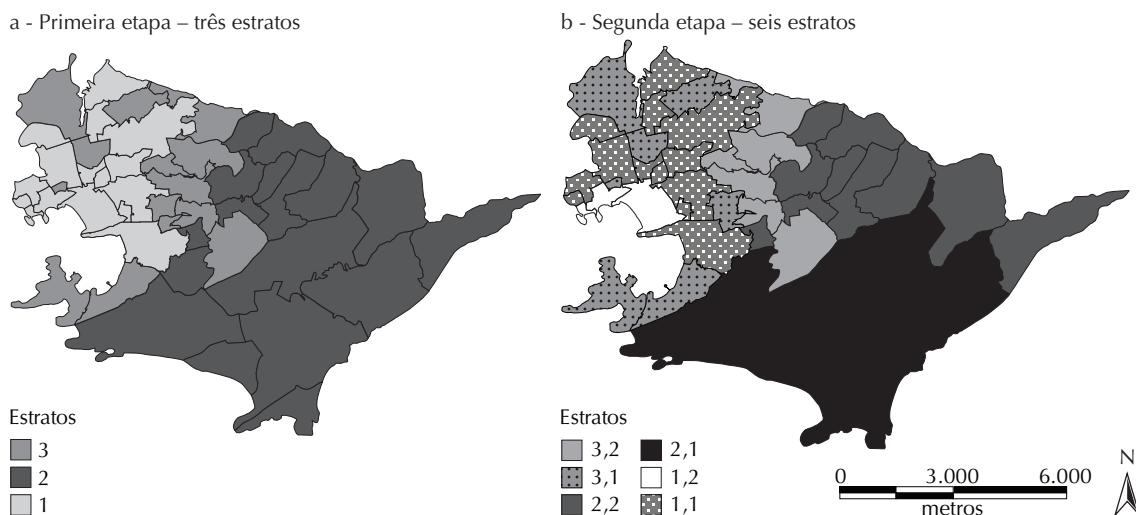 a - Primeira etapa – três estratos
Estratos
3
2
1
b - Segunda etapa – seis estratos
Estratos
3,2
3,1
2,2
2,1
1,2
1,1
0 3.000 6.000
metros
N